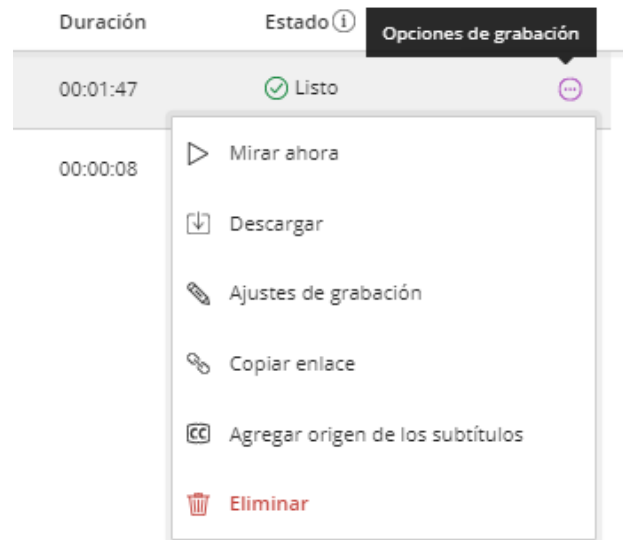 Duración Estado Opciones de grabación
00:01:47 Listo
00:00:08
Mirar ahora
Descargar
Ajustes de grabación
Copiar enlace
CC Agregar origen de los subtítulos
Eliminar